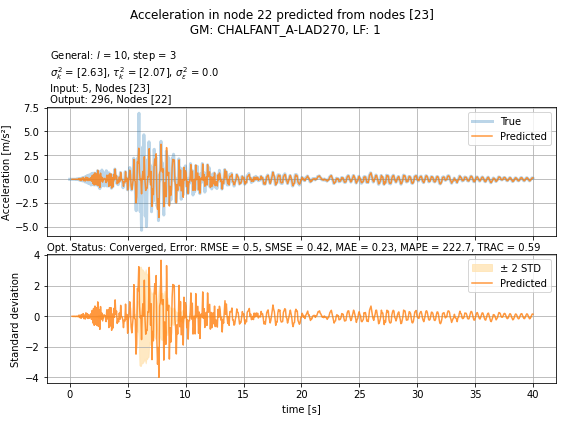 Acceleration in node 22 predicted from nodes [23]
GM: CHALFANT_A-LAD270, LF: 1
General: l = 10, step = 3
σ²ₖ = [2.63], τ²ₖ = [2.07], σ²ε = 0.0
Input: 5, Nodes [23]
Output: 296, Nodes [22]
7.5
5.0
2.5
0.0
−2.5
−5.0
Acceleration [m/s²]
True
Predicted
Opt. Status: Converged, Error: RMSE = 0.5, SMSE = 0.42, MAE = 0.23, MAPE = 222.7, TRAC = 0.59
4
2
0
−2
−4
Standard deviation
± 2 STD
Predicted
0 5 10 15 20 25 30 35 40
time [s]